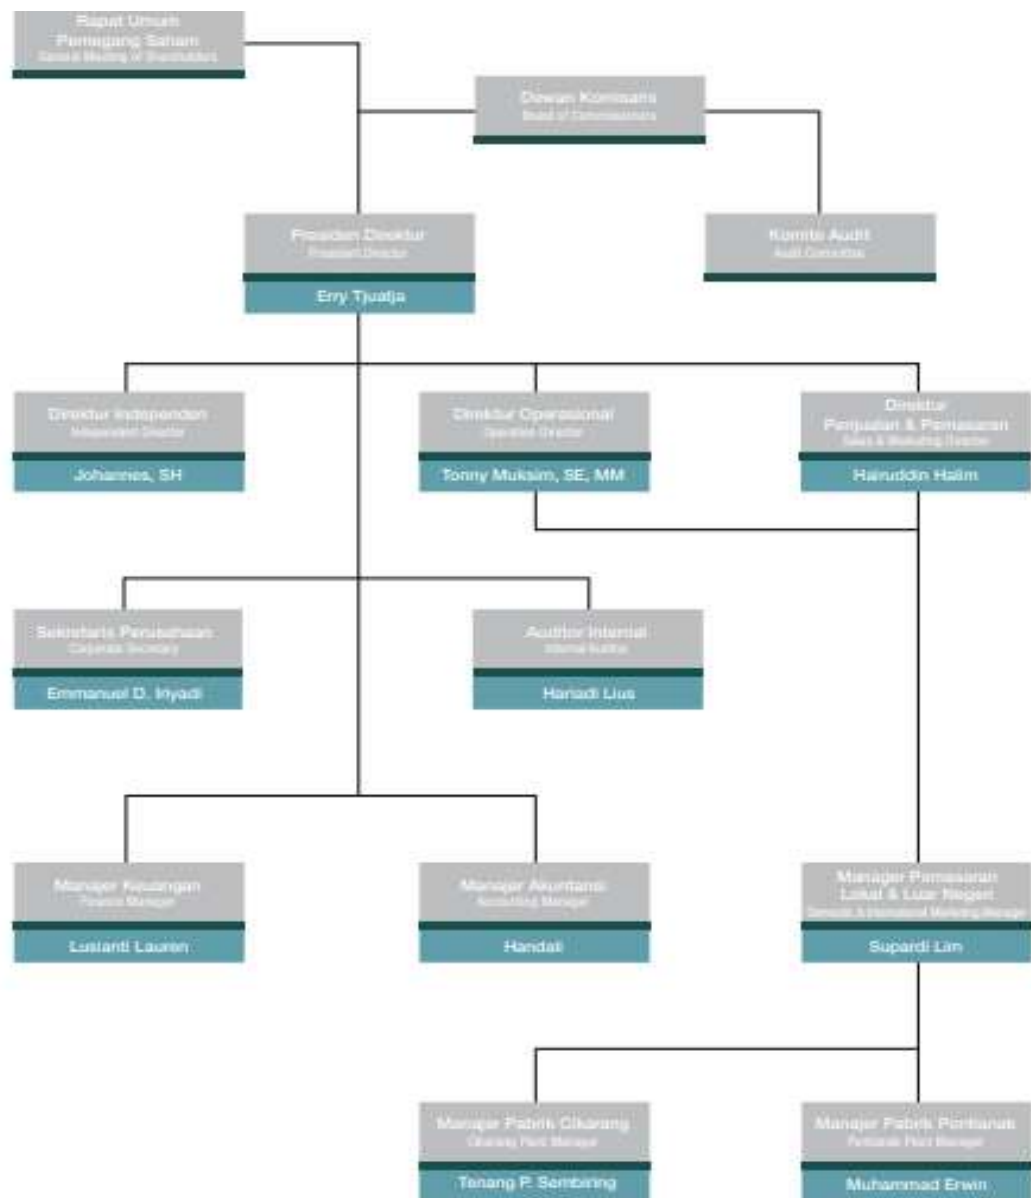 Rapat Umum
Pemegang Saham
General Meeting of Shareholders
Dewan Komisaris
Board of Commissioners
Presiden Direktur
President Director
Erry Tjuatja
Komite Audit
Audit Committee
Direktur Independen
Independent Director
Johannes, SH
Direktur Operasional
Operation Director
Tonny Muksim, SE, MM
Direktur
Penjualan & Pemasaran
Sales & Marketing Director
Hairuddin Halim
Sekretaris Perusahaan
Corporate Secretary
Emmanuel D. Iriyadi
Auditor Internal
Internal Auditor
Hariadi Lius
Manajer Keuangan
Finance Manager
Lusianti Lauren
Manajer Akuntansi
Accounting Manager
Handali
Manager Pemasaran
Lokal & Luar Negeri
Domestic & International Marketing Manager
Supardi Lim
Manajer Pabrik Cikarang
Cikarang Plant Manager
Tenang P. Sembiring
Manajer Pabrik Pontianak
Pontianak Plant Manager
Muhammad Erwin